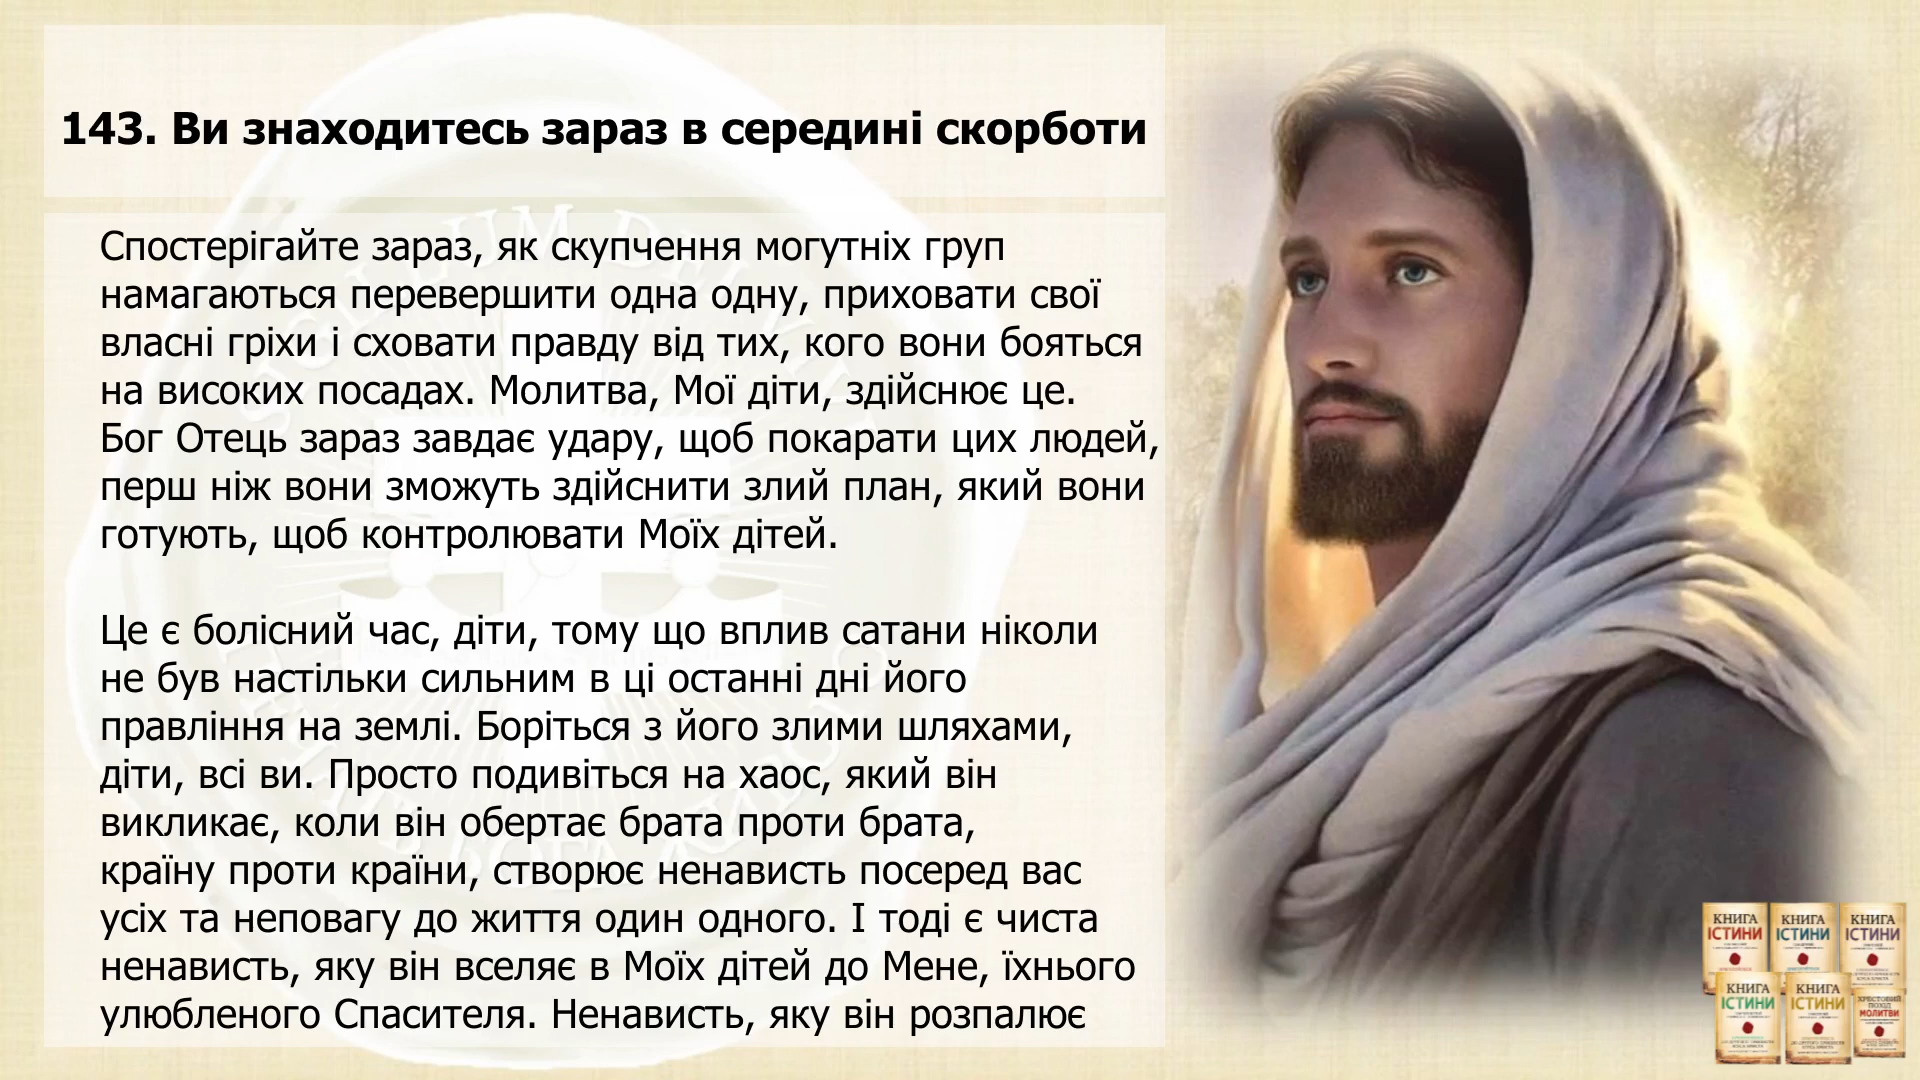 143. Ви знаходитесь зараз в середині скорботи
Спостерігайте зараз, як скупчення могутніх груп
намагаються перевершити одна одну, приховати свої
власні гріхи і сховати правду від тих, кого вони бояться
на високих посадах. Молитва, Мої діти, здійснює це.
Бог Отець зараз завдає удару, щоб покарати цих людей,
перш ніж вони зможуть здійснити злий план, який вони
готують, щоб контролювати Моїх дітей.
Це є болісний час, діти, тому що вплив сатани ніколи
не був настільки сильним в ці останні дні його
правління на землі. Боріться з його злими шляхами,
діти, всі ви. Просто подивіться на хаос, який він
викликає, коли він обертає брата проти брата,
країну проти країни, створює ненависть посеред вас
усіх та неповагу до життя один одного. І тоді є чиста
ненависть, яку він вселяє в Моїх дітей до Мене, їхнього
улюбленого Спасителя. Ненависть, яку він розпалює
КНИГА ІСТИНИ
КНИГА ІСТИНИ
КНИГА ІСТИНИ
КНИГА ІСТИНИ
КНИГА ІСТИНИ
ХРЕСТОВИЙ
ПОХІД
МОЛИТВИ